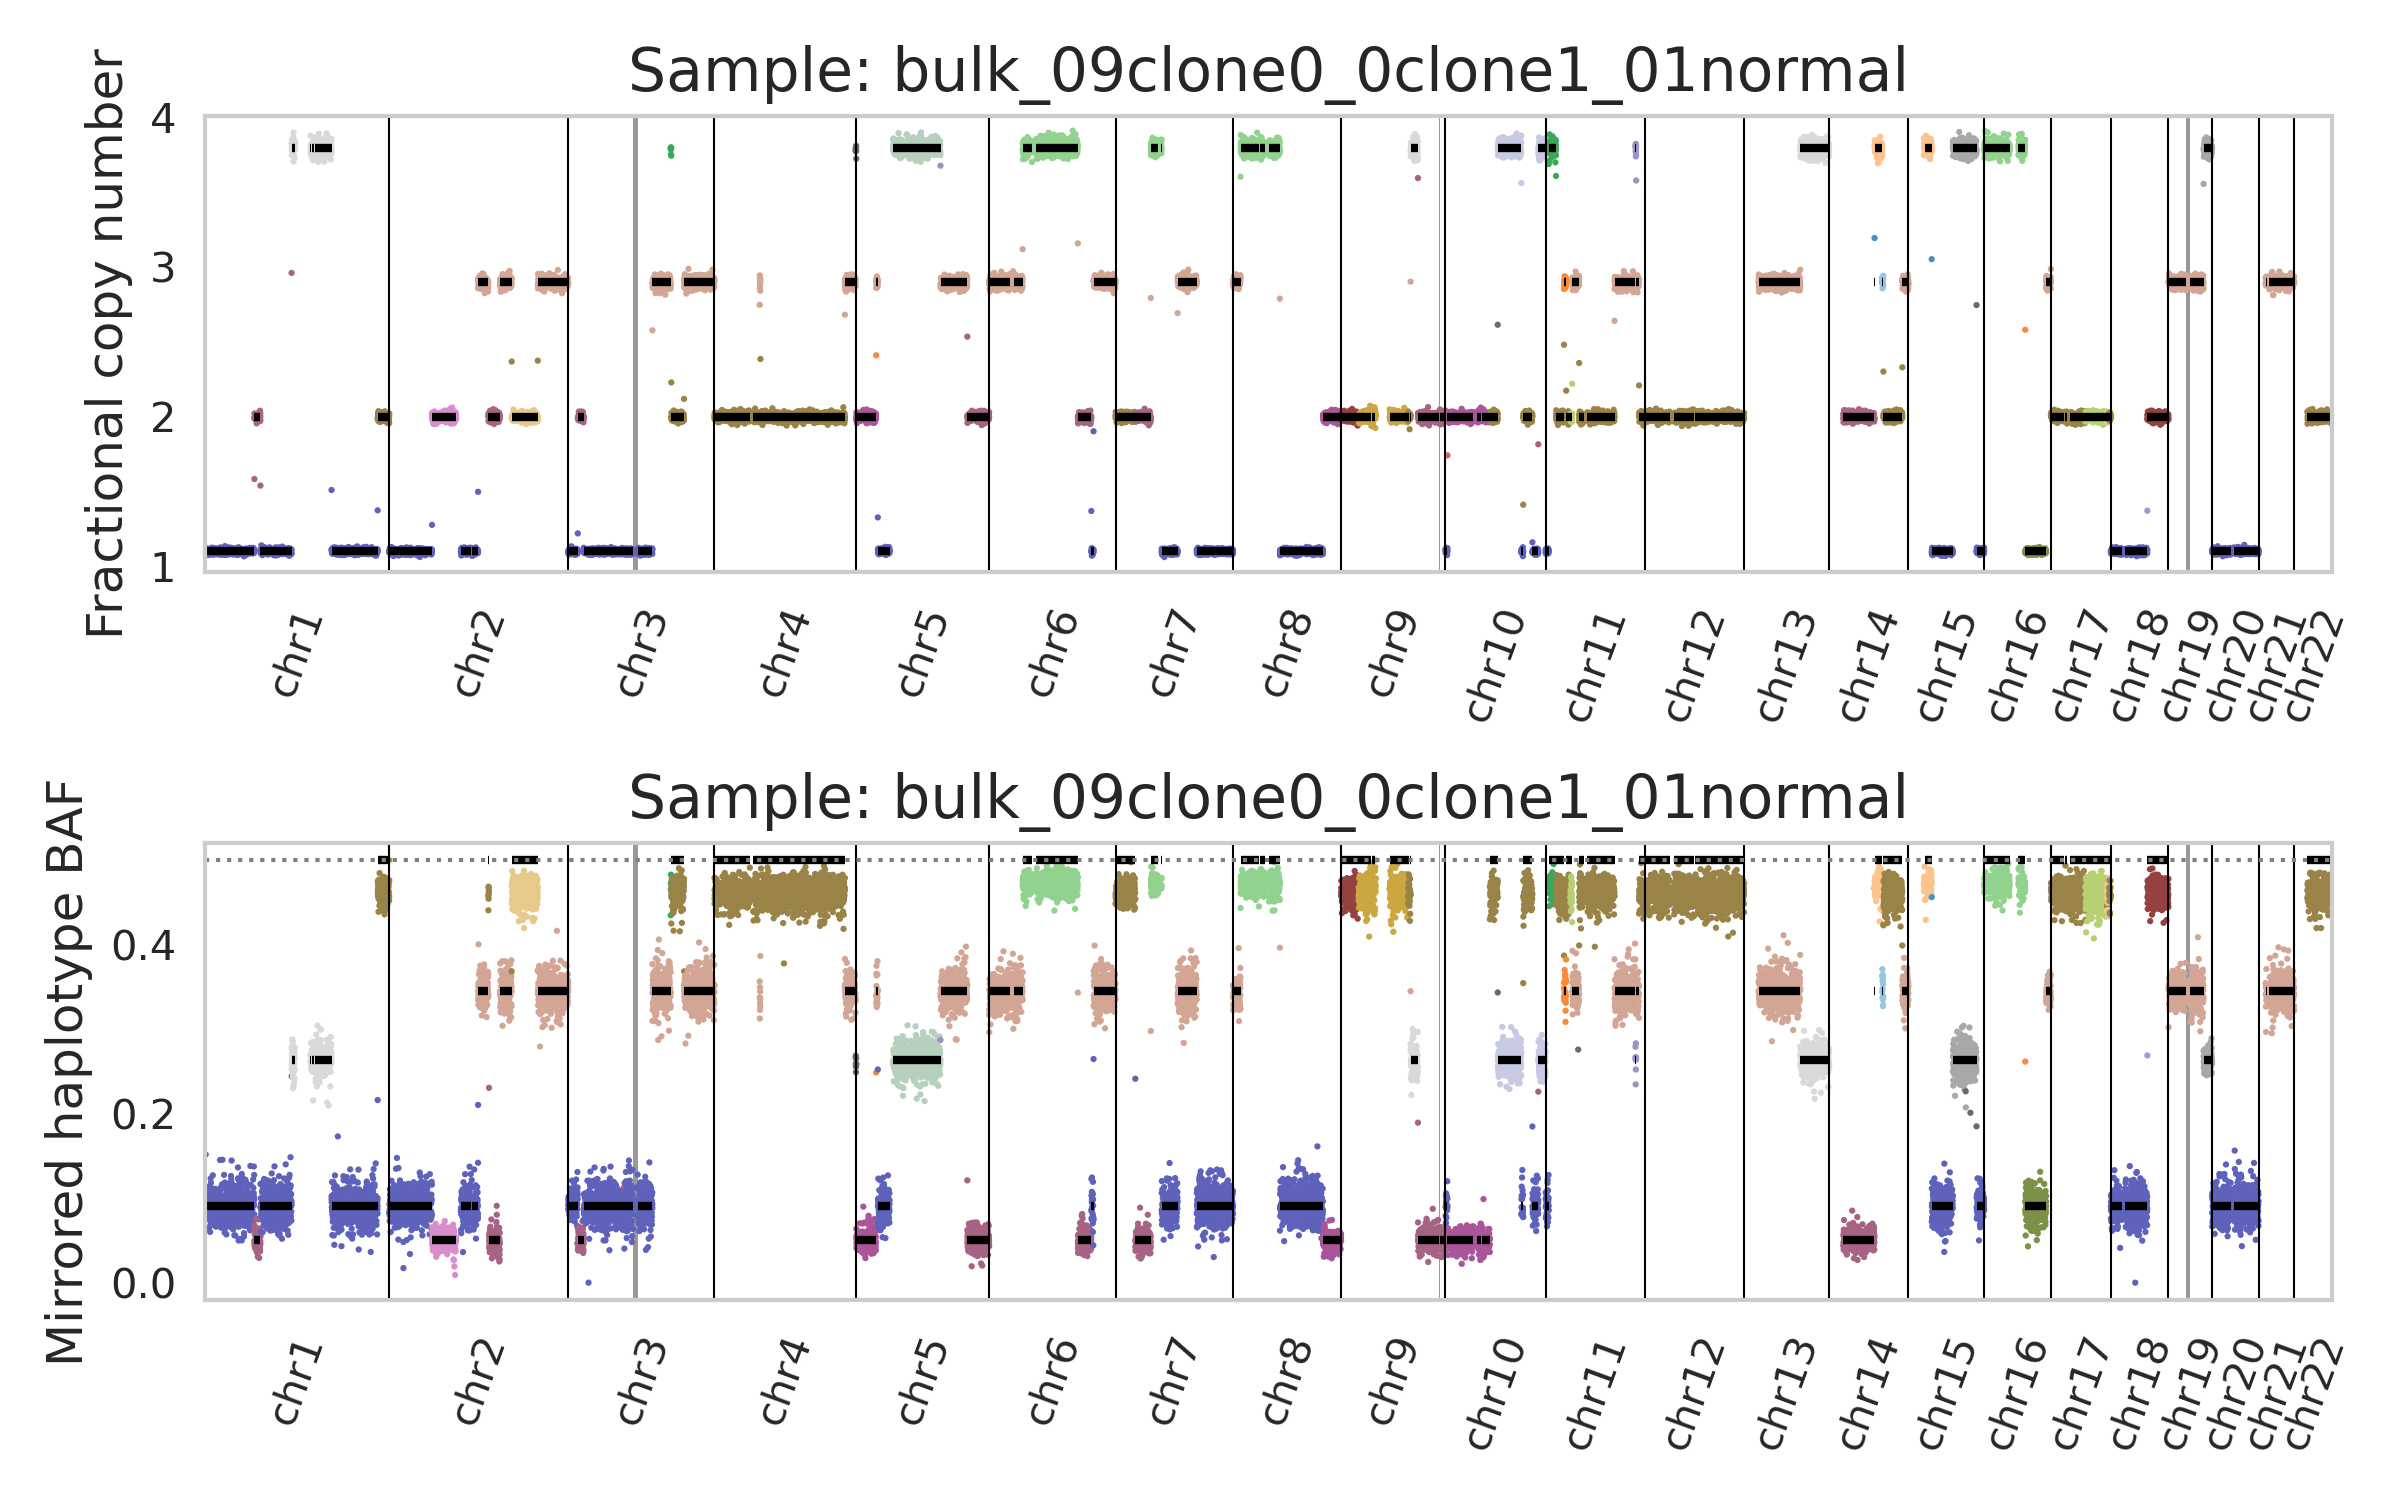 Sample: bulk_09clone0_0clone1_01normal
Fractional copy number
4
3
2
1
chr1 chr2 chr3 chr4 chr5 chr6 chr7 chr8 chr9 chr10 chr11 chr12 chr13 chr14 chr15 chr16 chr17 chr18 chr19 chr20 chr21 chr22
Sample: bulk_09clone0_0clone1_01normal
Mirrored haplotype BAF
0.4
0.2
0.0
chr1 chr2 chr3 chr4 chr5 chr6 chr7 chr8 chr9 chr10 chr11 chr12 chr13 chr14 chr15 chr16 chr17 chr18 chr19 chr20 chr21 chr22